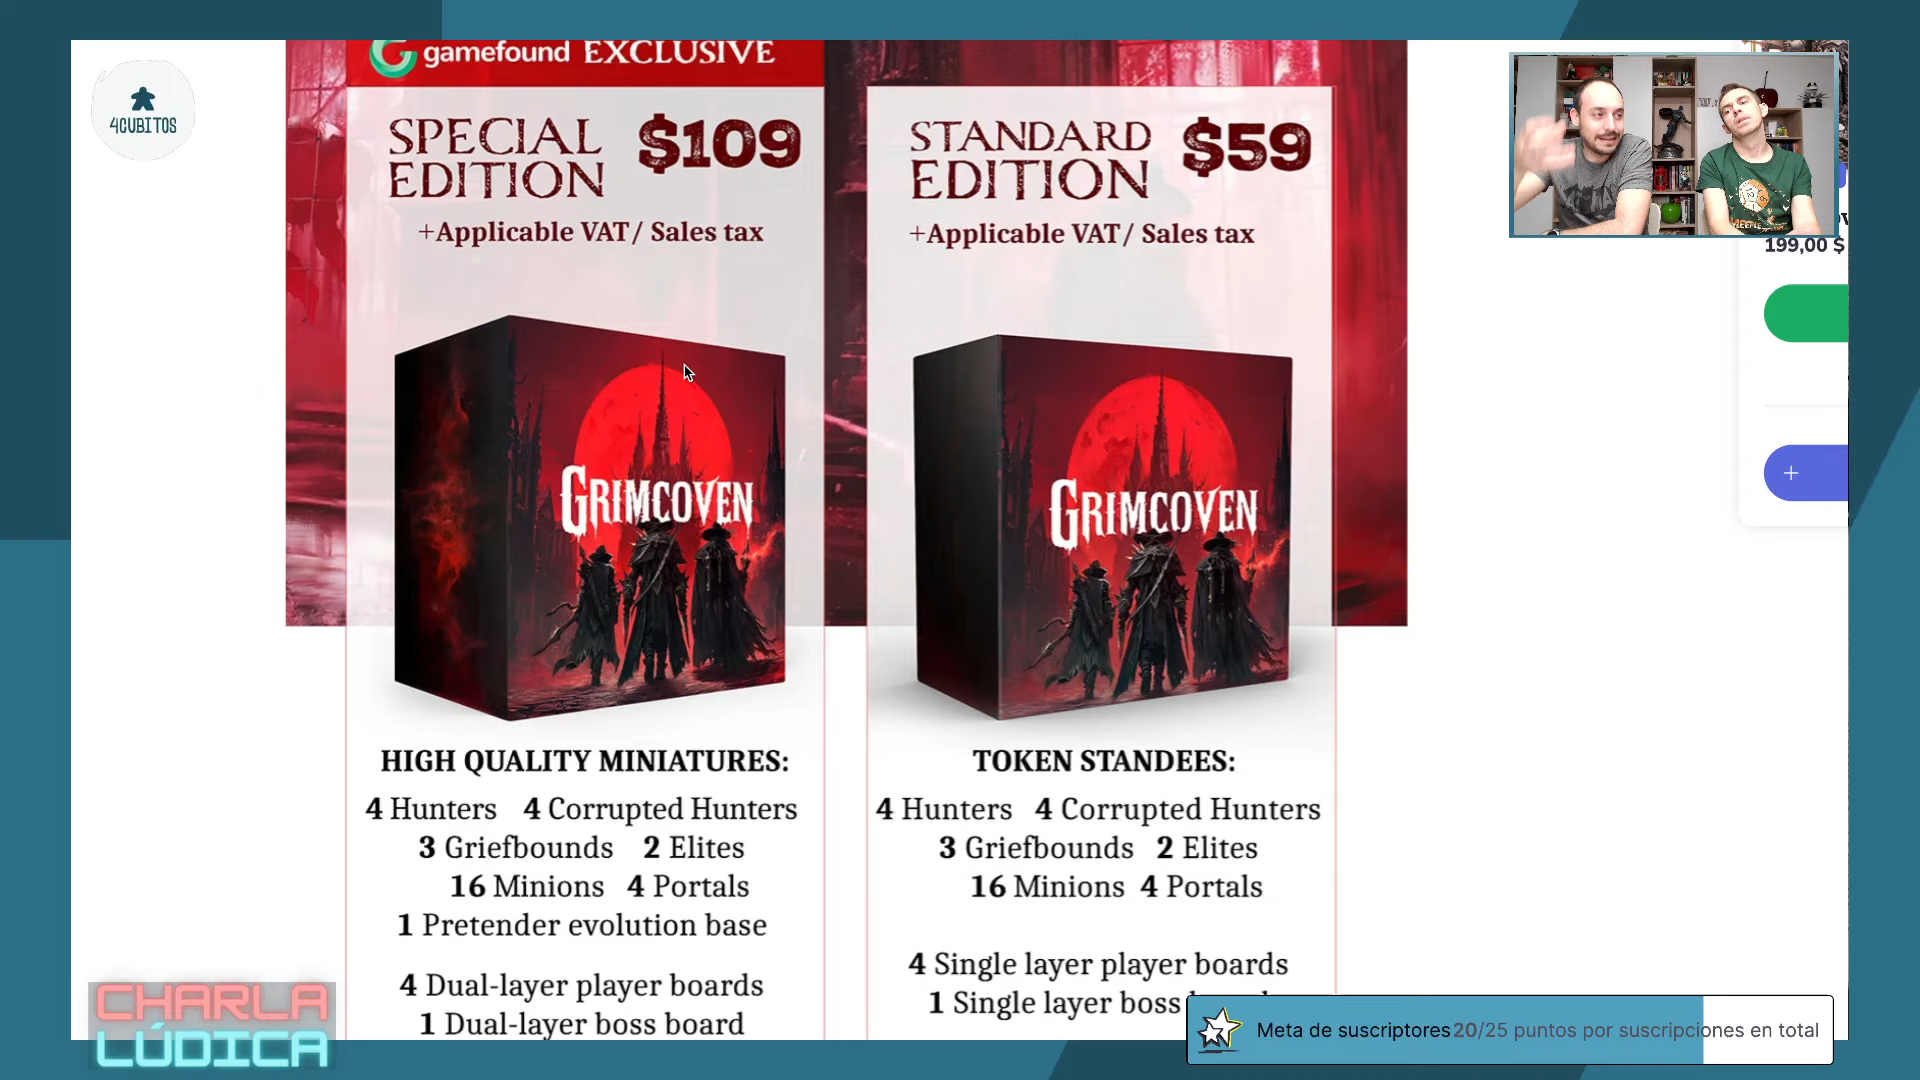 gamefound EXCLUSIVE
4CUBITOS
SPECIAL
EDITION
$109
+Applicable VAT/ Sales tax
STANDARD
EDITION
$59
+Applicable VAT/ Sales tax
199,00 $
+
GRIMCOVEN
GRIMCOVEN
HIGH QUALITY MINIATURES:
4 Hunters 4 Corrupted Hunters
3 Griefbounds 2 Elites
16 Minions 4 Portals
1 Pretender evolution base
4 Dual-layer player boards
1 Dual-layer boss board
TOKEN STANDEES:
4 Hunters 4 Corrupted Hunters
3 Griefbounds 2 Elites
16 Minions 4 Portals
4 Single layer player boards
1 Single layer boss
CHARLA
LÚDICA
Meta de suscriptores 20/25 puntos por suscripciones en total